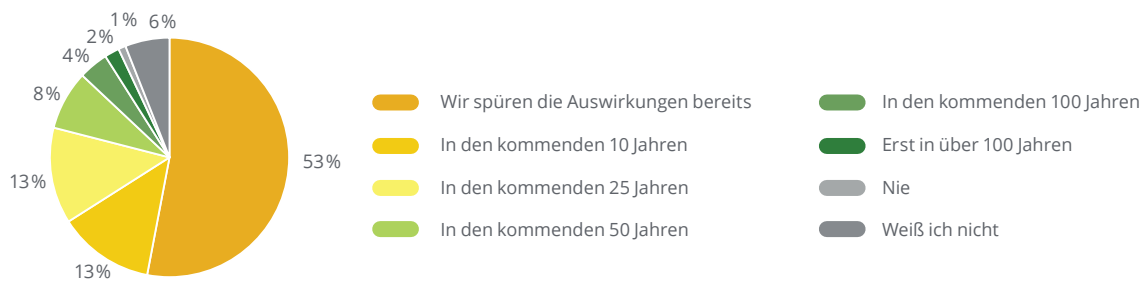 1%
6%
2%
4%
8%
53%
13%
13%
Wir spüren die Auswirkungen bereits
In den kommenden 10 Jahren
In den kommenden 25 Jahren
In den kommenden 50 Jahren
In den kommenden 100 Jahren
Erst in über 100 Jahren
Nie
Weiß ich nicht